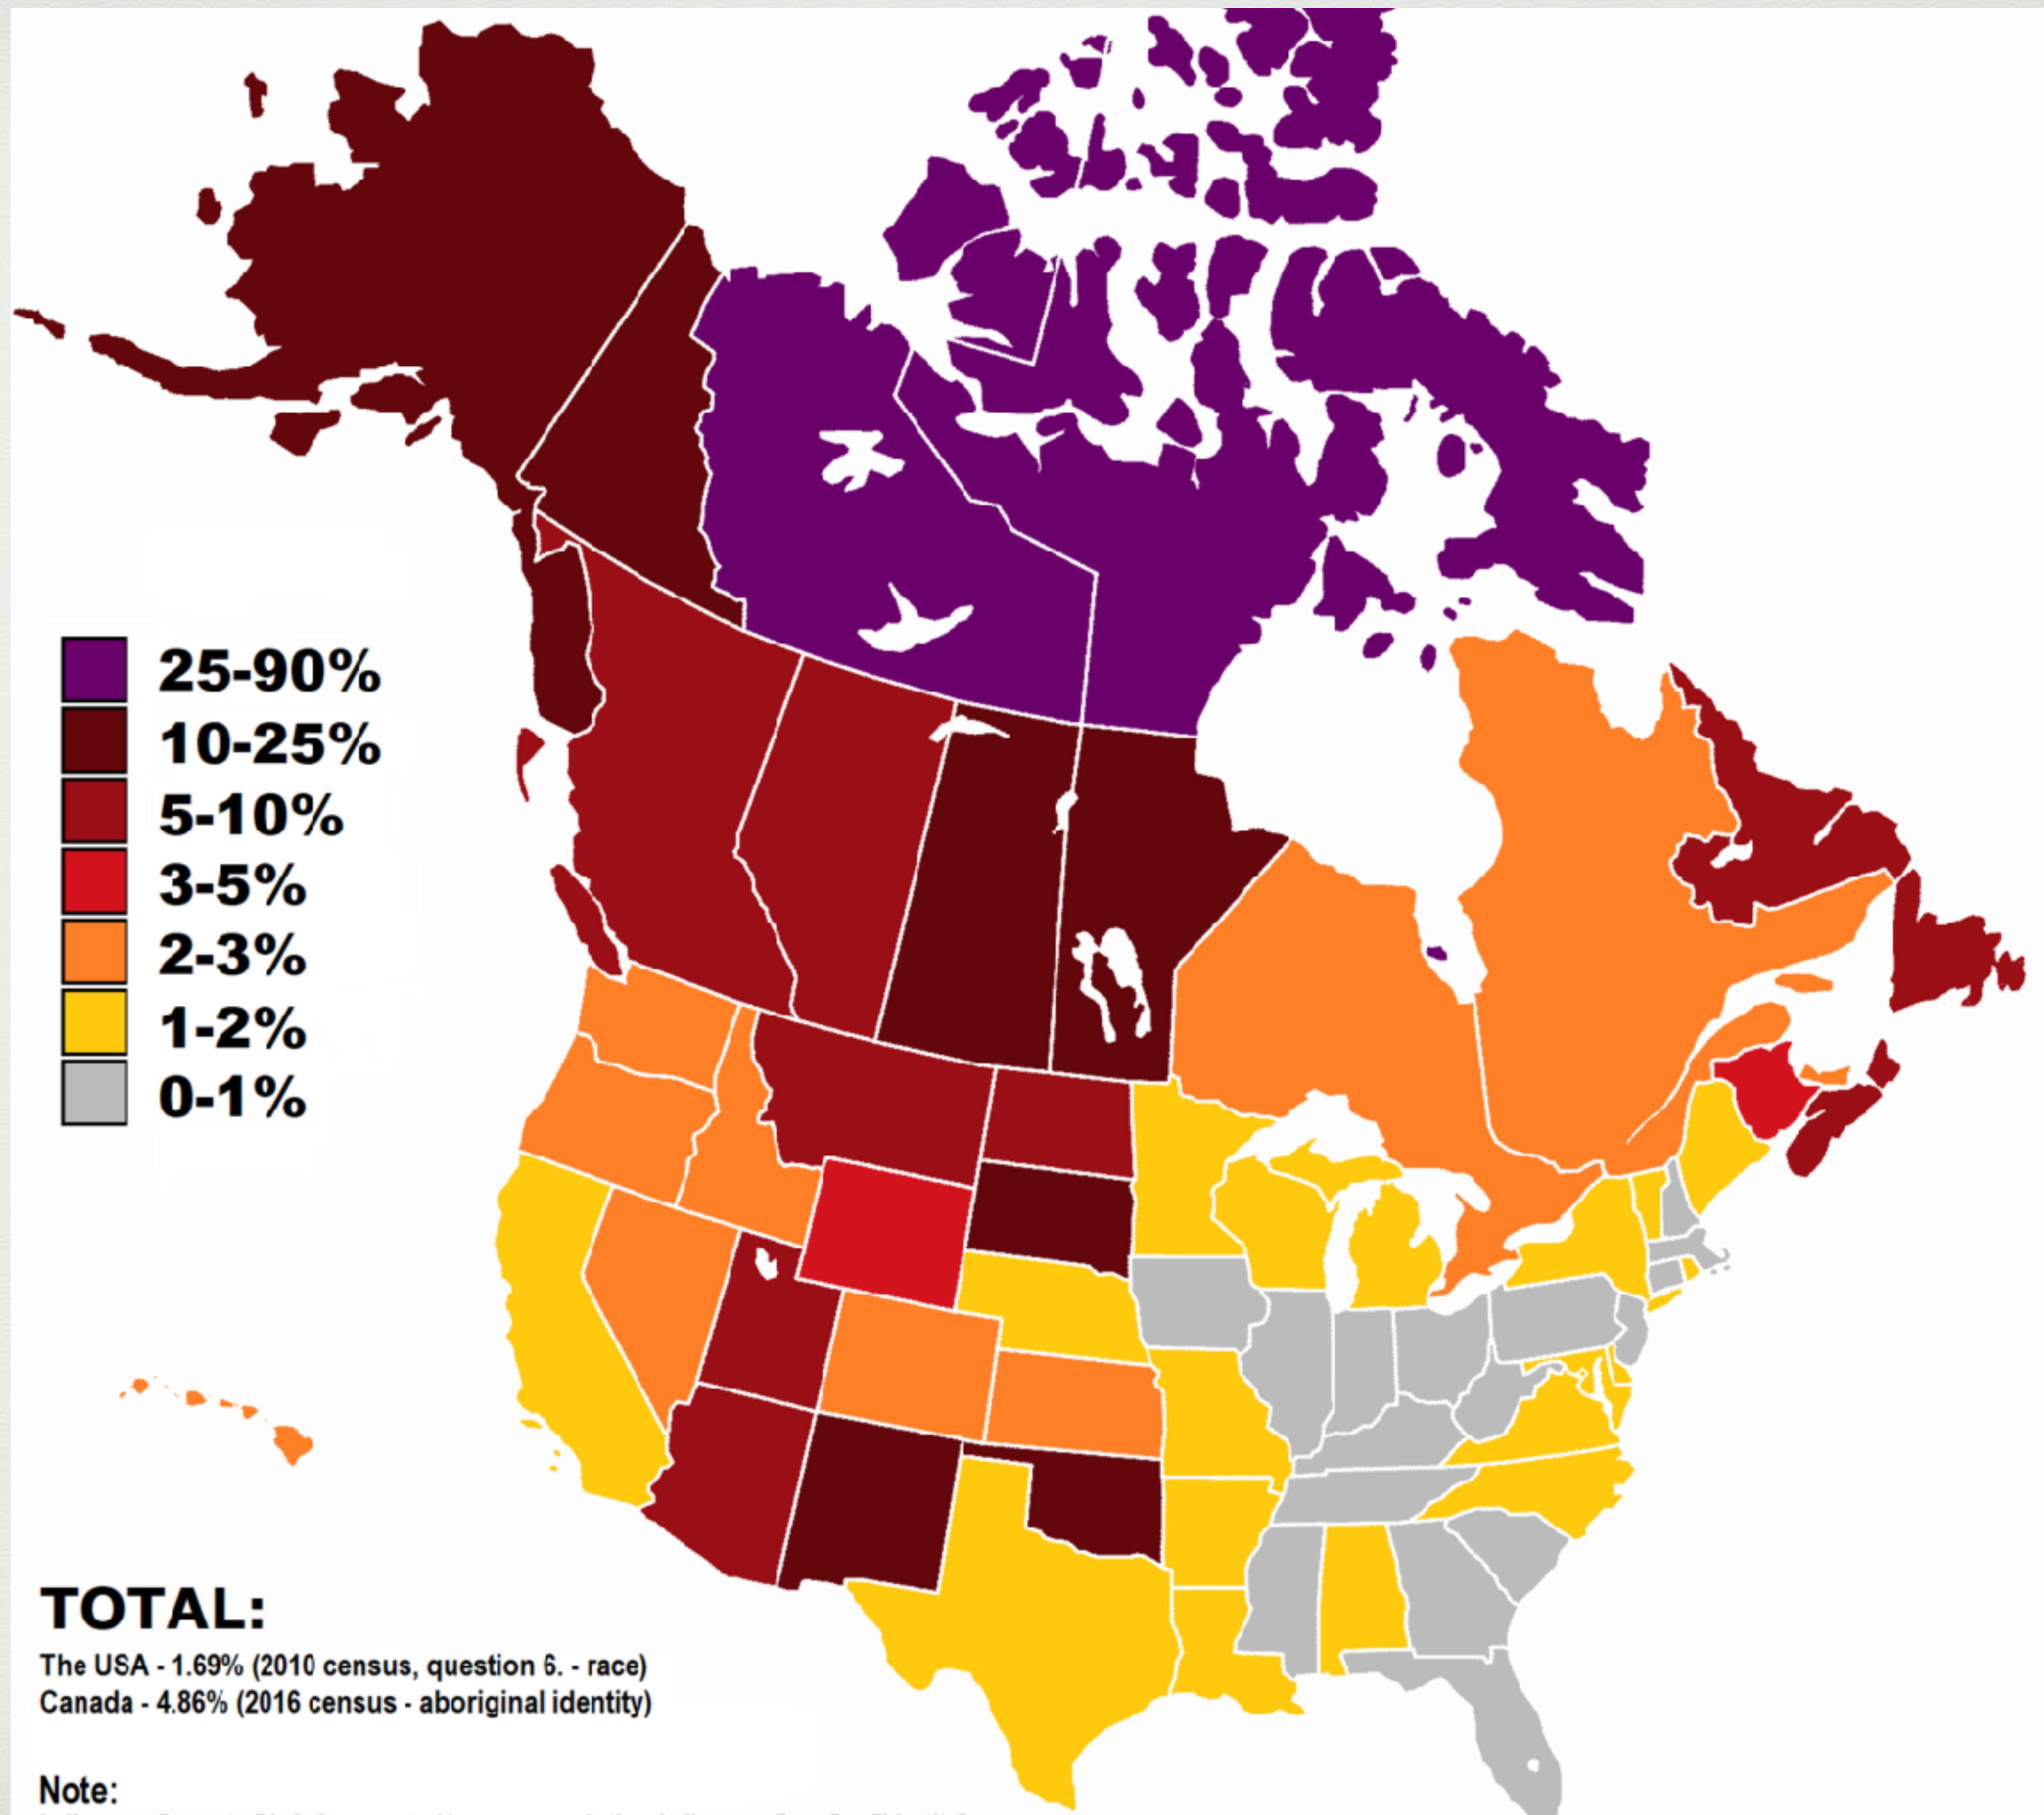 25-90%
10-25%
5-10%
3-5%
2-3%
1-2%
0-1%
TOTAL:
The USA - 1.69% (2010 census, question 6. - race)
Canada - 4.86% (2016 census - aboriginal identity)
Note: